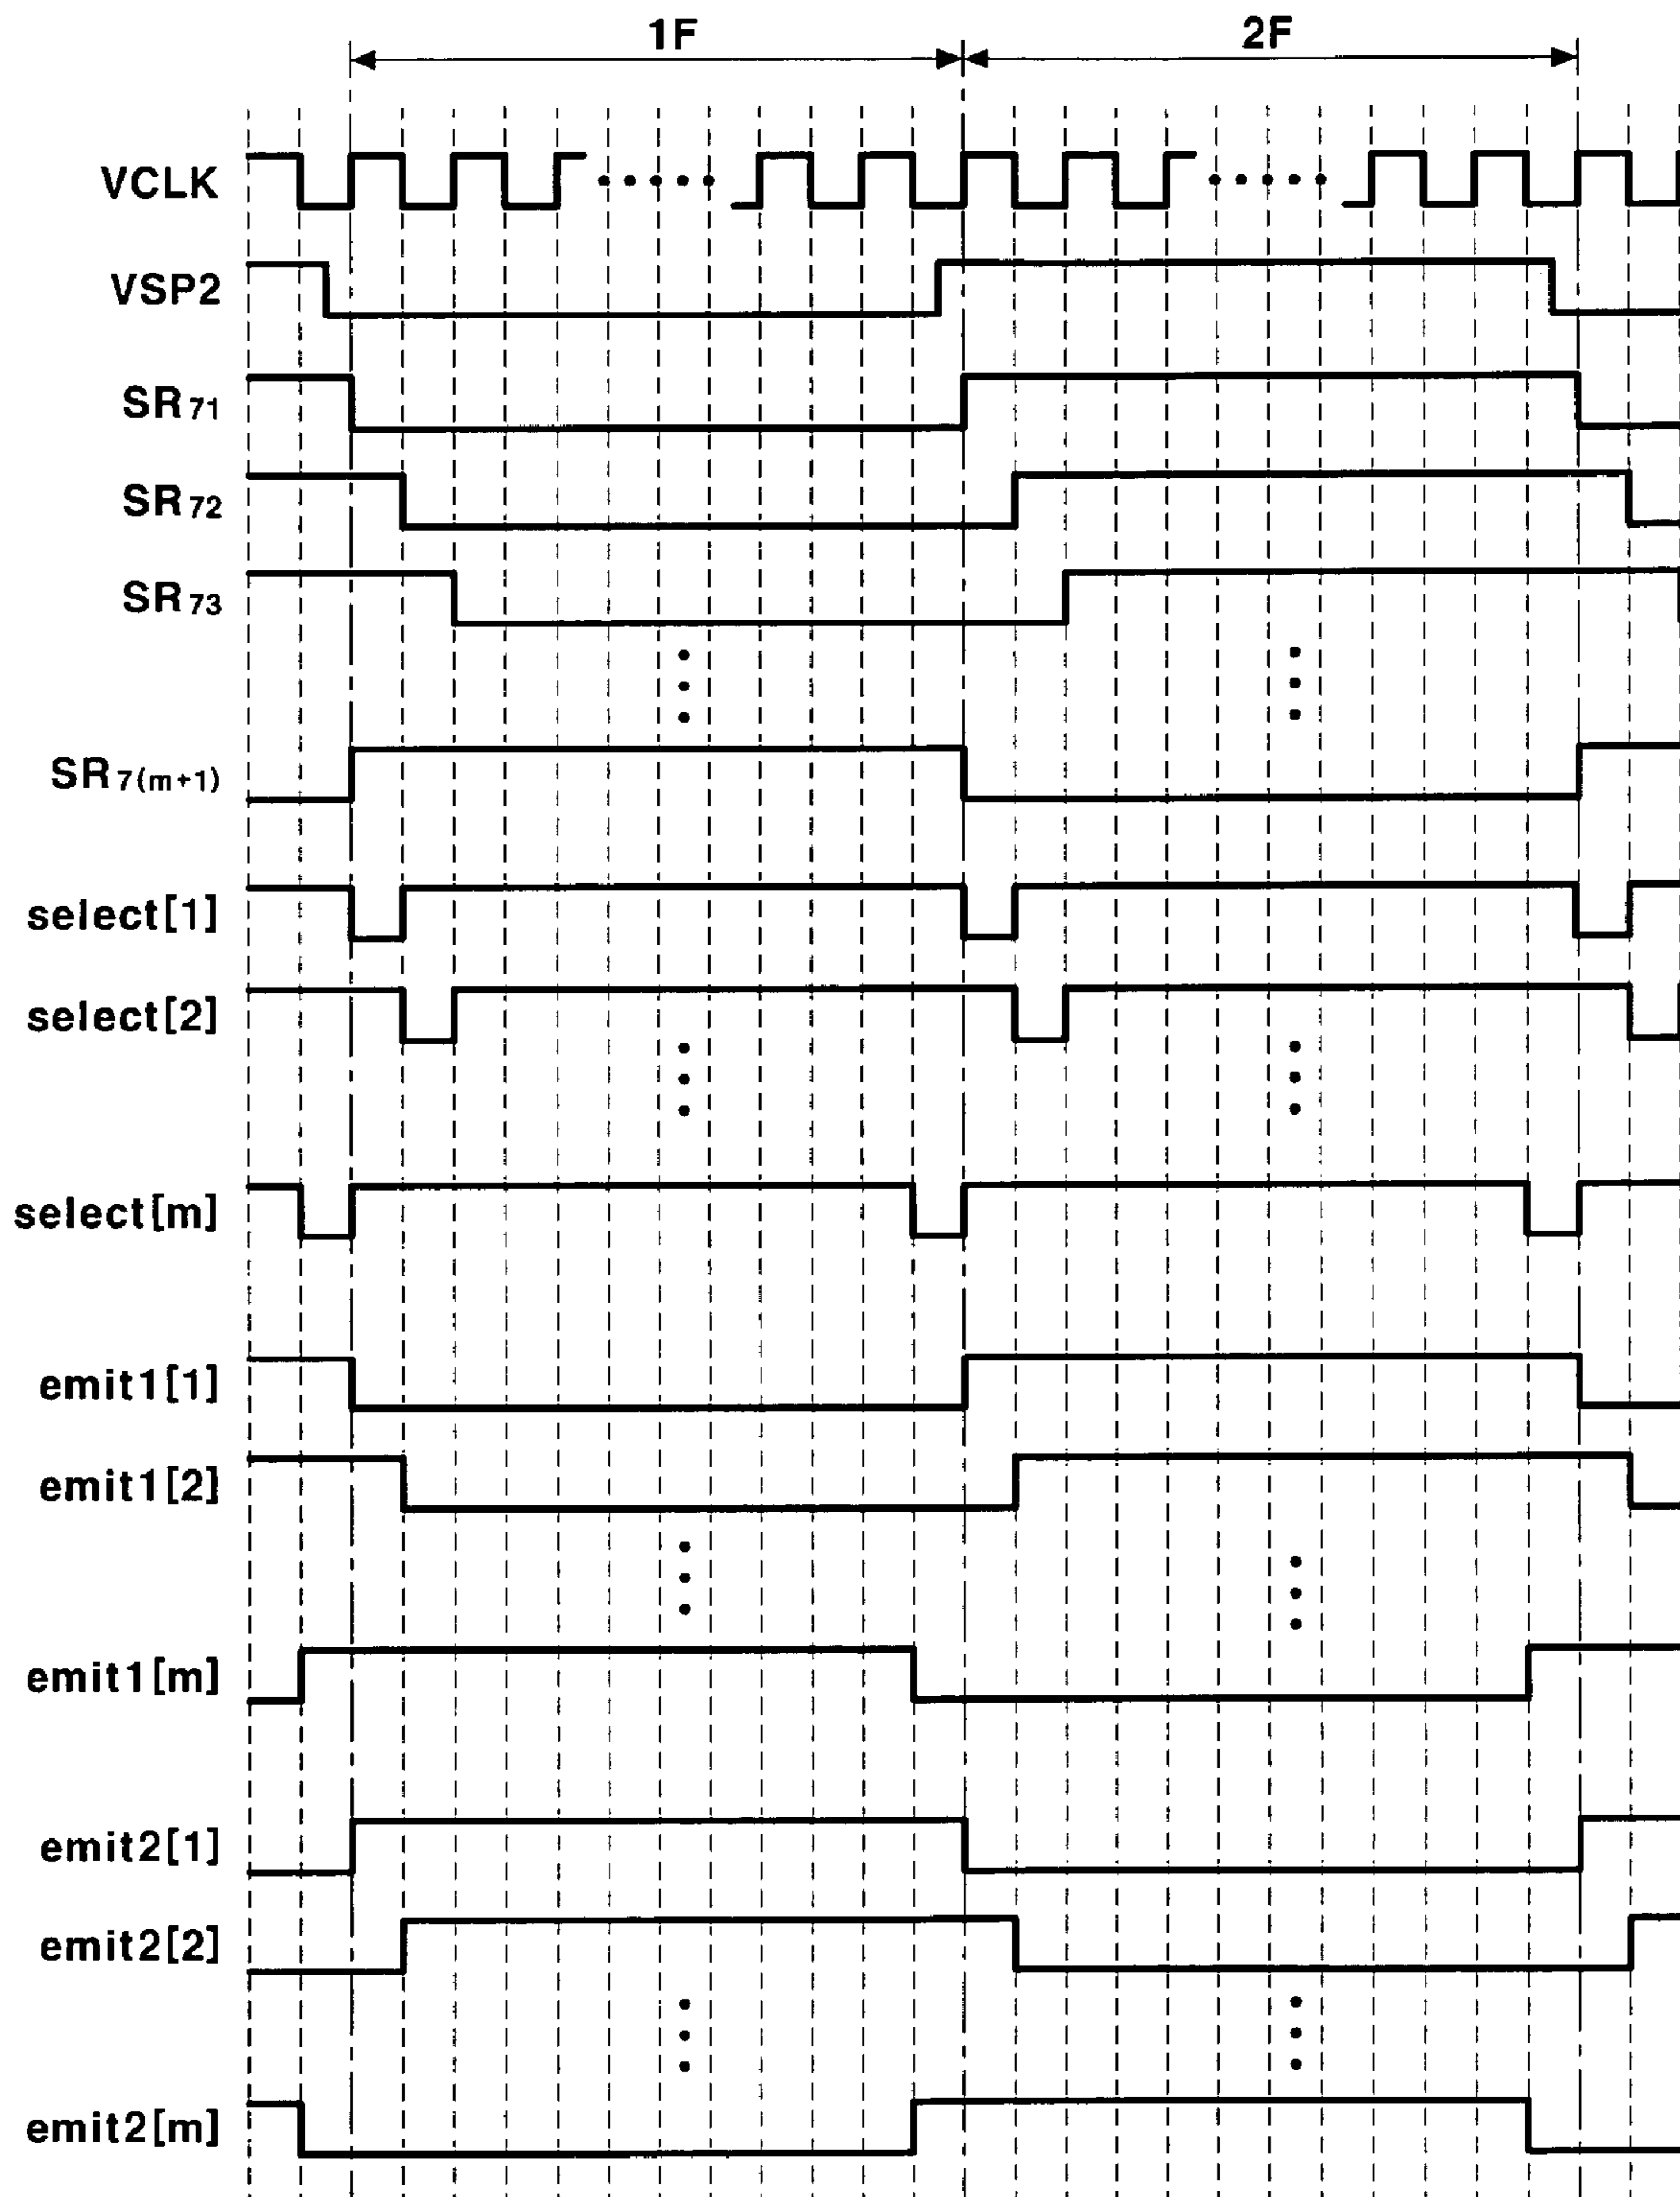 1F 2F
VCLK
VSP2
SR71
SR72
SR73
SR7(m+1)
select[1]
select[2]
select[m]
emit1[1]
emit1[2]
emit1[m]
emit2[1]
emit2[2]
emit2[m]